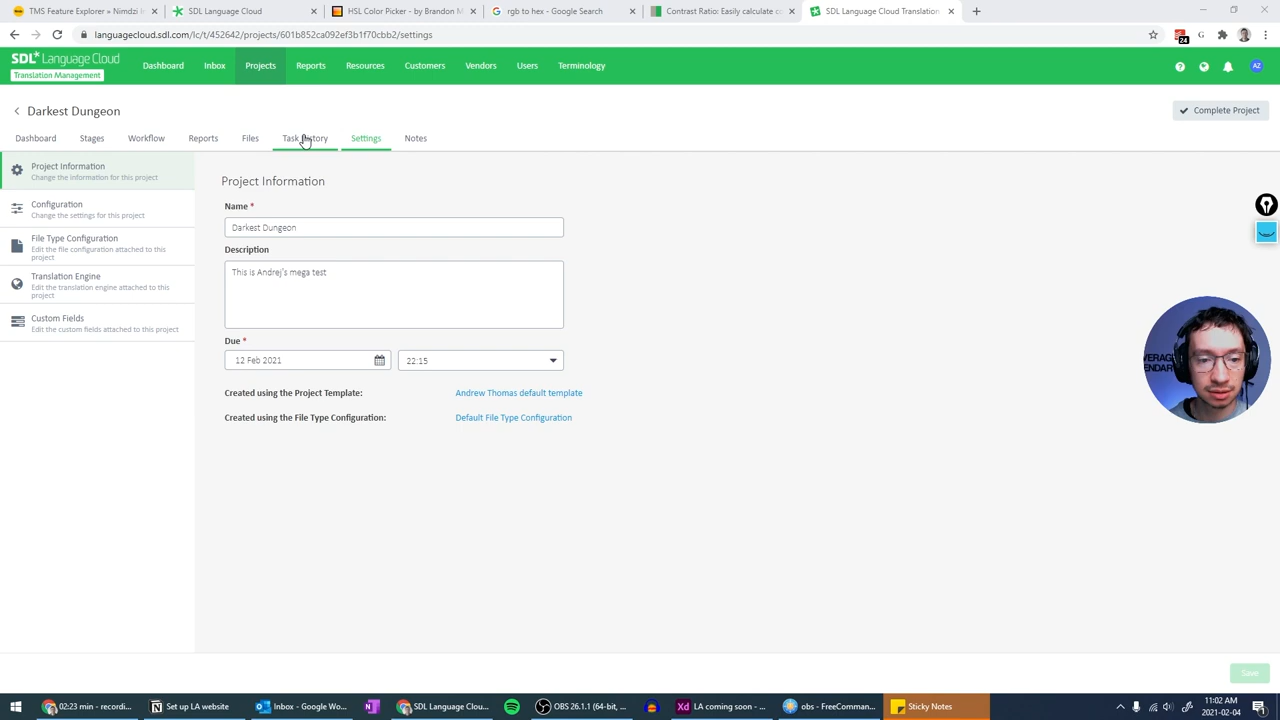 TMS Feature Explorer » Nimdzi I
SDL Language Cloud
HSL Color Picker - by Brandon M
rgb to hex - Google Search
Contrast Ratio: Easily calculate co
SDL Language Cloud Translation
languagecloud.sdl.com/lc/t/452642/projects/601b852ca092ef3b1f70cbb2/settings
24
SDL* Language Cloud
Translation Management
Dashboard
Inbox
Projects
Reports
Resources
Customers
Vendors
Users
Terminology
AZ
Darkest Dungeon
Complete Project
Dashboard
Stages
Workflow
Reports
Files
Task History
Settings
Notes
Project Information
Change the information for this project
Configuration
Change the settings for this project
File Type Configuration
Edit the file configuration attached to this
project
Translation Engine
Edit the translation engine attached to this
project
Custom Fields
Edit the custom fields attached to this project
Project Information
Name *
Darkest Dungeon
Description
This is Andrej's mega test
Due *
12 Feb 2021
22:15
Created using the Project Template:
Andrew Thomas default template
Created using the File Type Configuration:
Default File Type Configuration
Save
02:23 min - recordi...
Set up LA website
Inbox - Google Wo...
SDL Language Clou...
OBS 26.1.1 (64-bit, ...
LA coming soon - ...
obs - FreeComman...
Sticky Notes
11:02 AM
2021-02-04